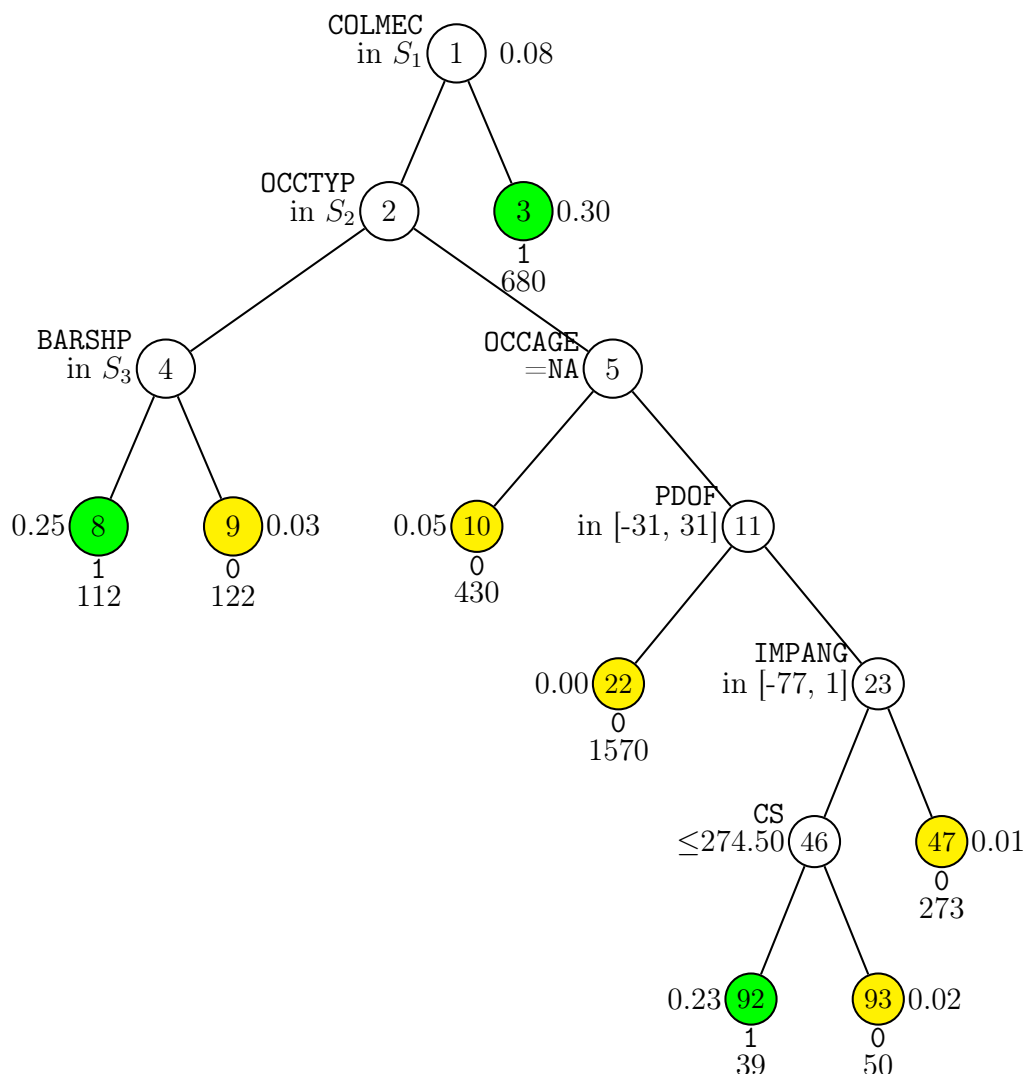 COLMEC
in S₁ 1 0.08
OCCTYP
in S₂ 2 3 0.30
1
680
BARSHP
in S₃ 4
OCCAGE
=NA 5
0.25 8 9 0.03
1 0
112 122
0.05 10
0
430
PDOF
in [-31, 31] 11
0.00 22
0
1570
IMPANG
in [-77, 1] 23
CS
≤274.50 46 47 0.01
0
273
0.23 92 93 0.02
1 0
39 50